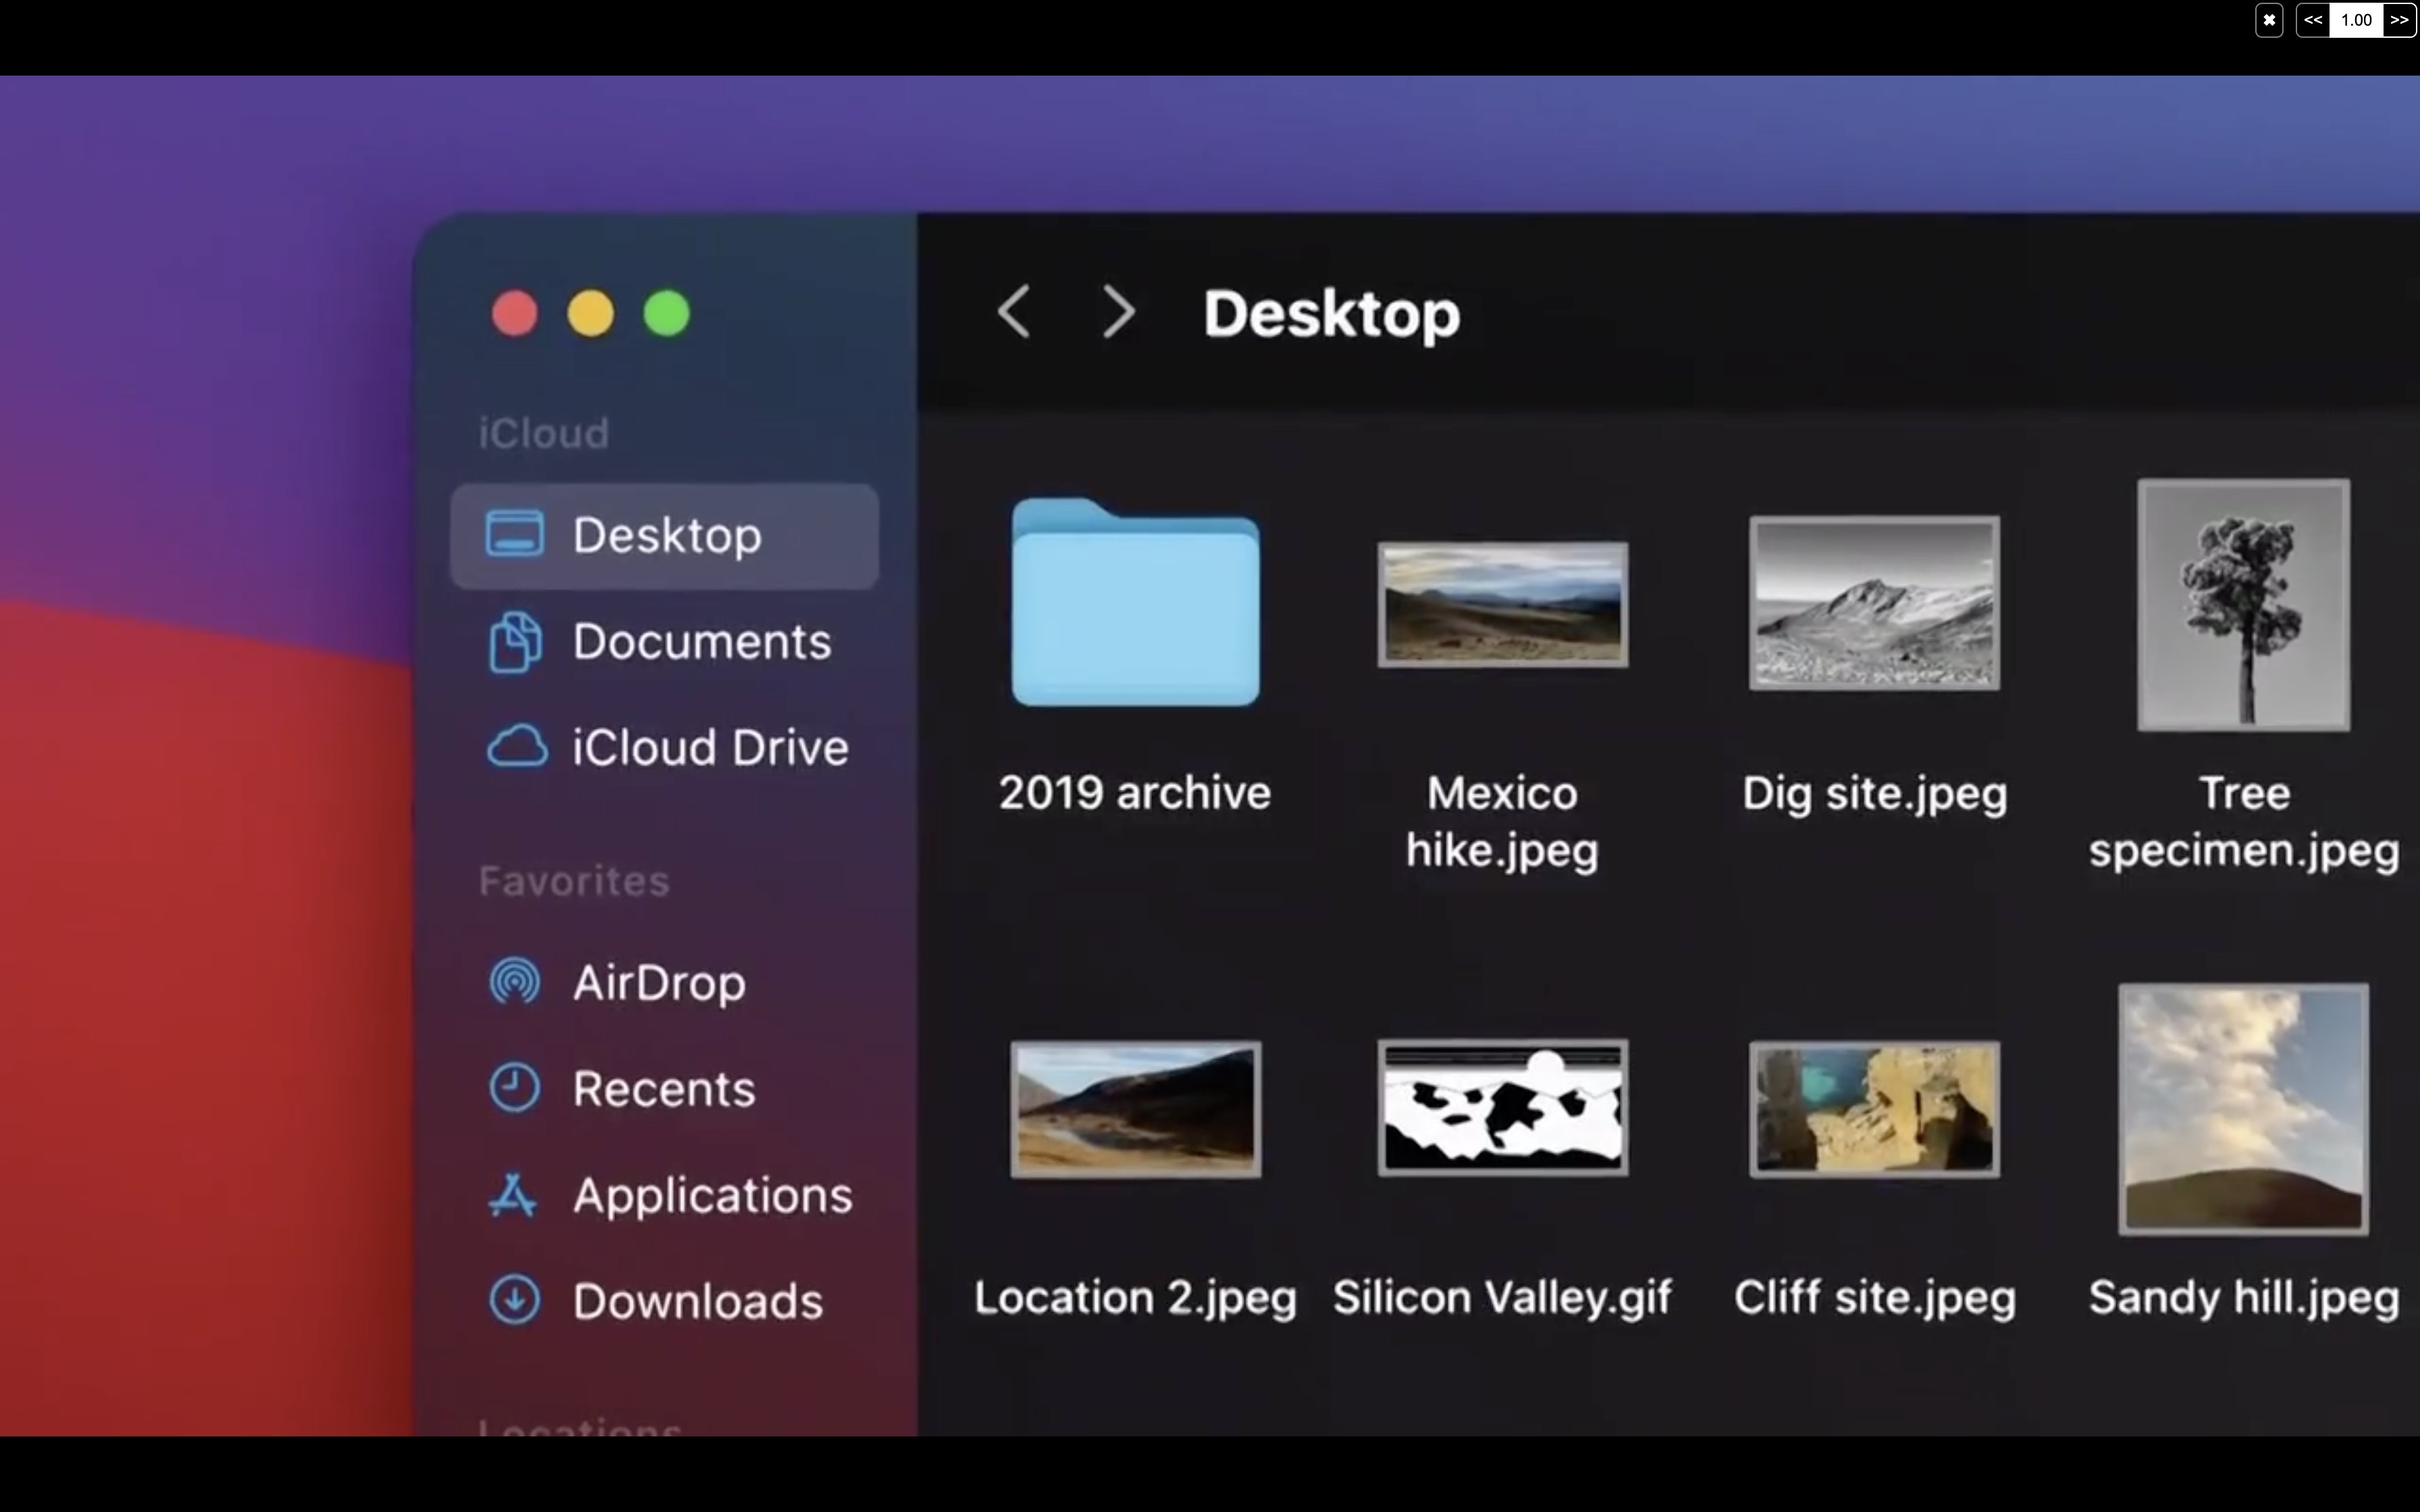 << 1.00 >>
Desktop
iCloud
Desktop
Documents
iCloud Drive
Favorites
AirDrop
Recents
Applications
Downloads
Locations
2019 archive
Mexico
hike.jpeg
Dig site.jpeg
Tree
specimen.jpeg
Location 2.jpeg
Silicon Valley.gif
Cliff site.jpeg
Sandy hill.jpeg